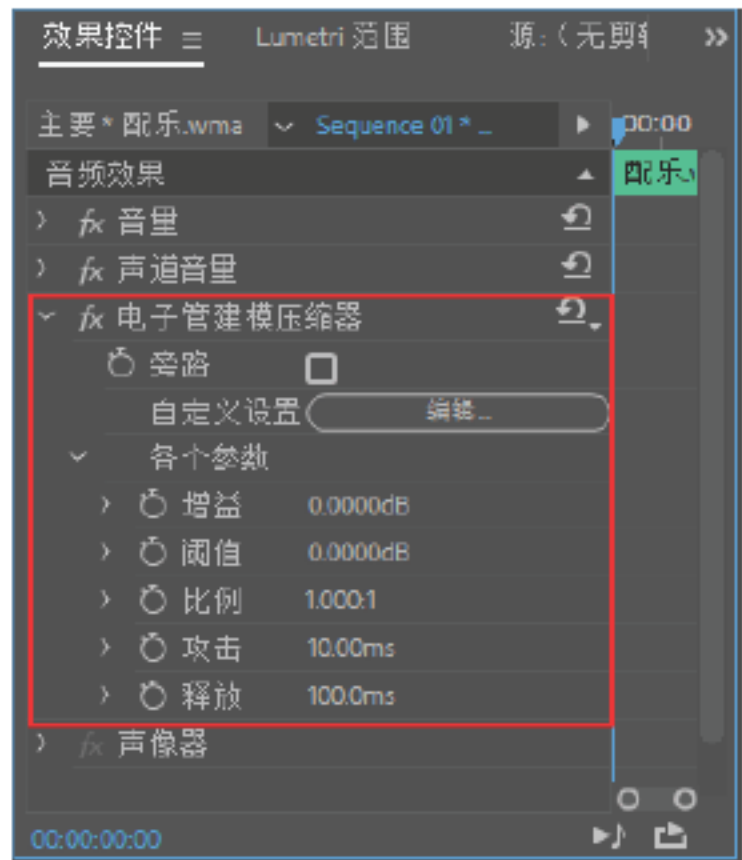 效果控件 Lumetri 范围 源:（无剪辑
主要* 配乐.wma Sequence 01 * ... 00:00
音频效果 配乐.w
fx 音量
fx 声道音量
fx 电子管建模压缩器
旁路
自定义设置 编辑...
各个参数
增益 0.0000dB
阈值 0.0000dB
比例 1.000:1
攻击 10.00ms
释放 100.0ms
fx 声像器
00:00:00:00